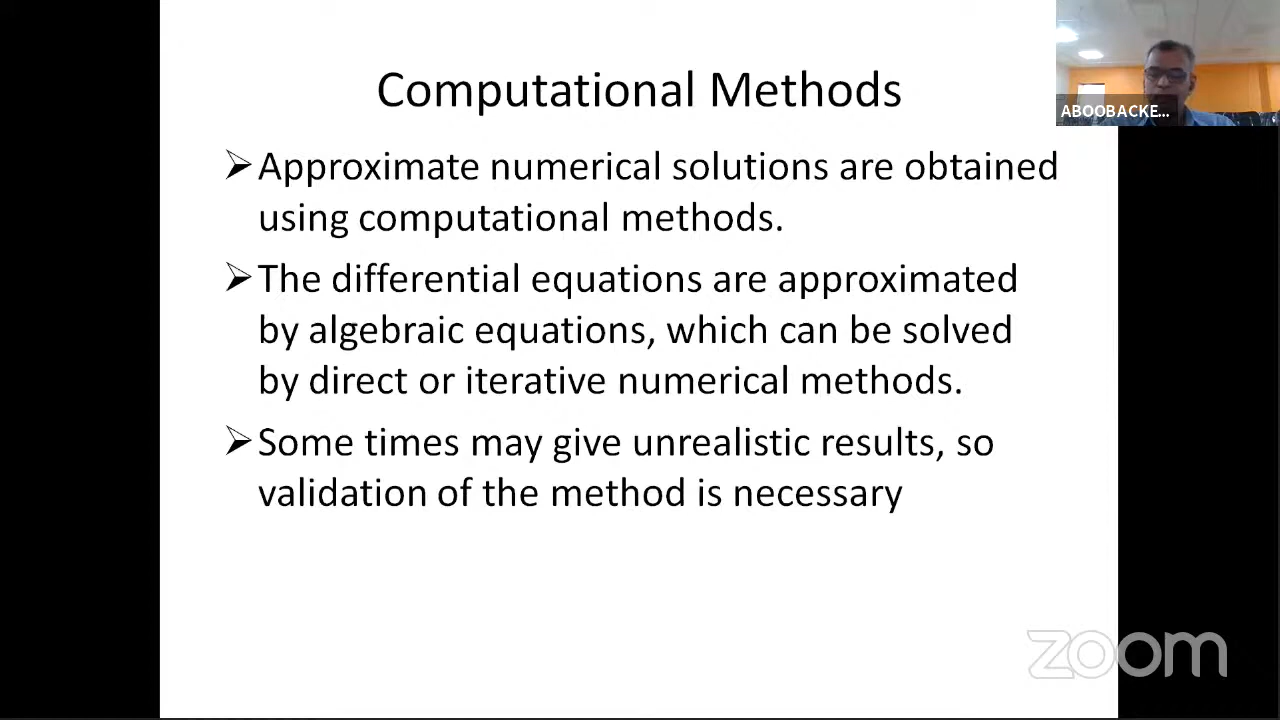 Computational Methods
ABOOBACKE...
➢Approximate numerical solutions are obtained
using computational methods.
➢The differential equations are approximated
by algebraic equations, which can be solved
by direct or iterative numerical methods.
➢Some times may give unrealistic results, so
validation of the method is necessary
zoom